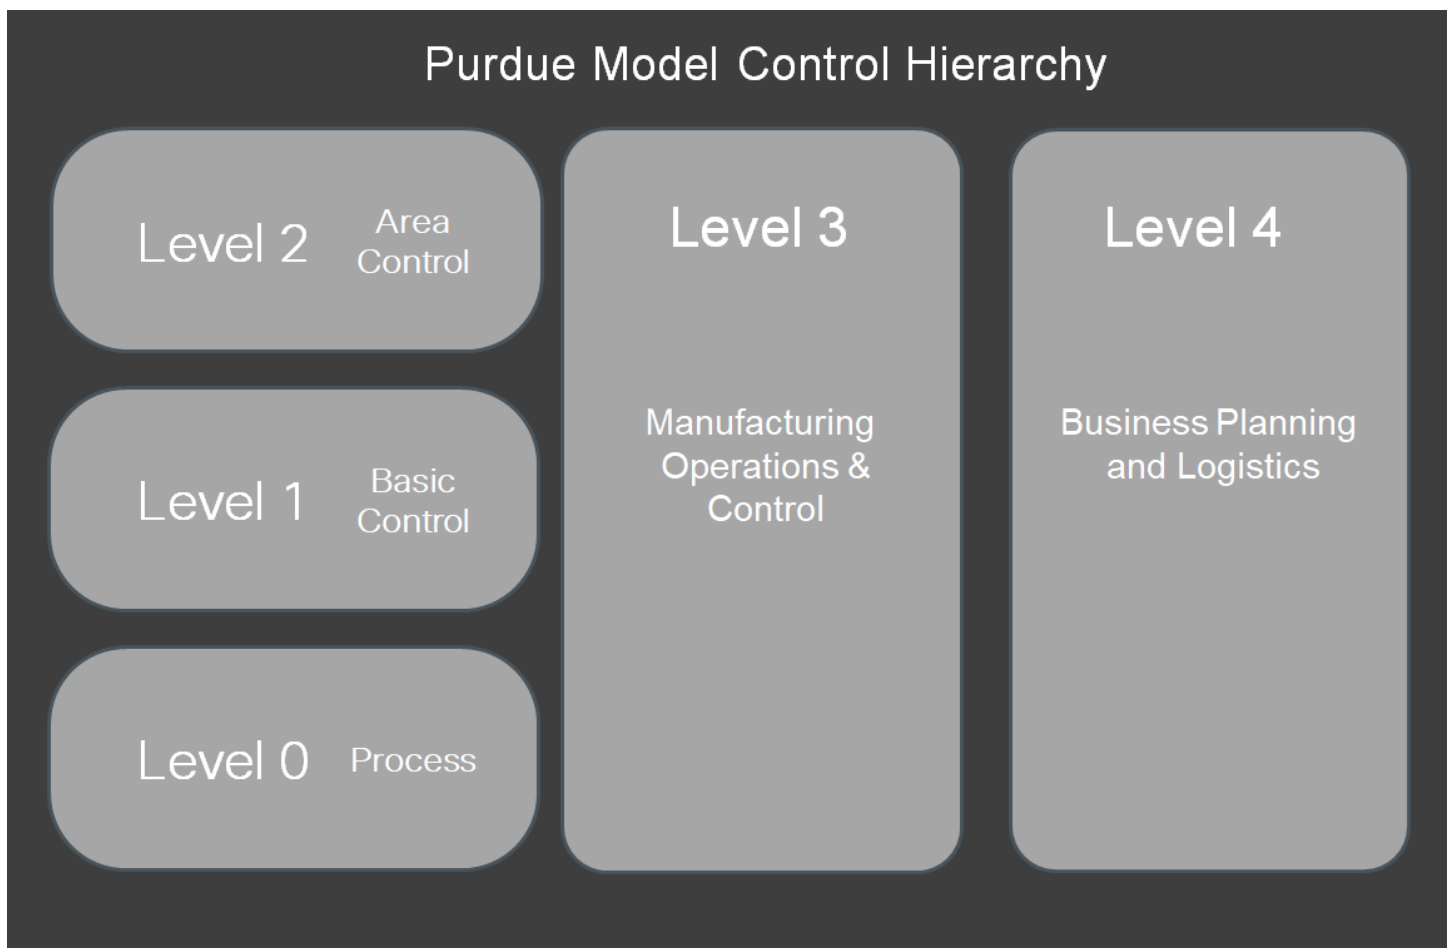 Purdue Model Control Hierarchy
Level 2
Area
Control
Level 1
Basic
Control
Level 0
Process
Level 3
Manufacturing
Operations &
Control
Level 4
Business Planning
and Logistics